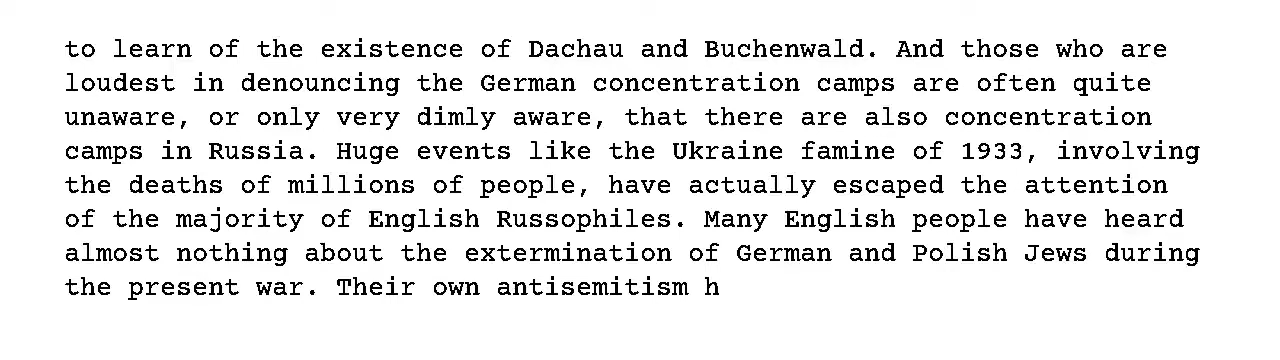 to learn of the existence of Dachau and Buchenwald. And those who are
loudest in denouncing the German concentration camps are often quite
unaware, or only very dimly aware, that there are also concentration
camps in Russia. Huge events like the Ukraine famine of 1933, involving
the deaths of millions of people, have actually escaped the attention
of the majority of English Russophiles. Many English people have heard
almost nothing about the extermination of German and Polish Jews during
the present war. Their own antisemitism h